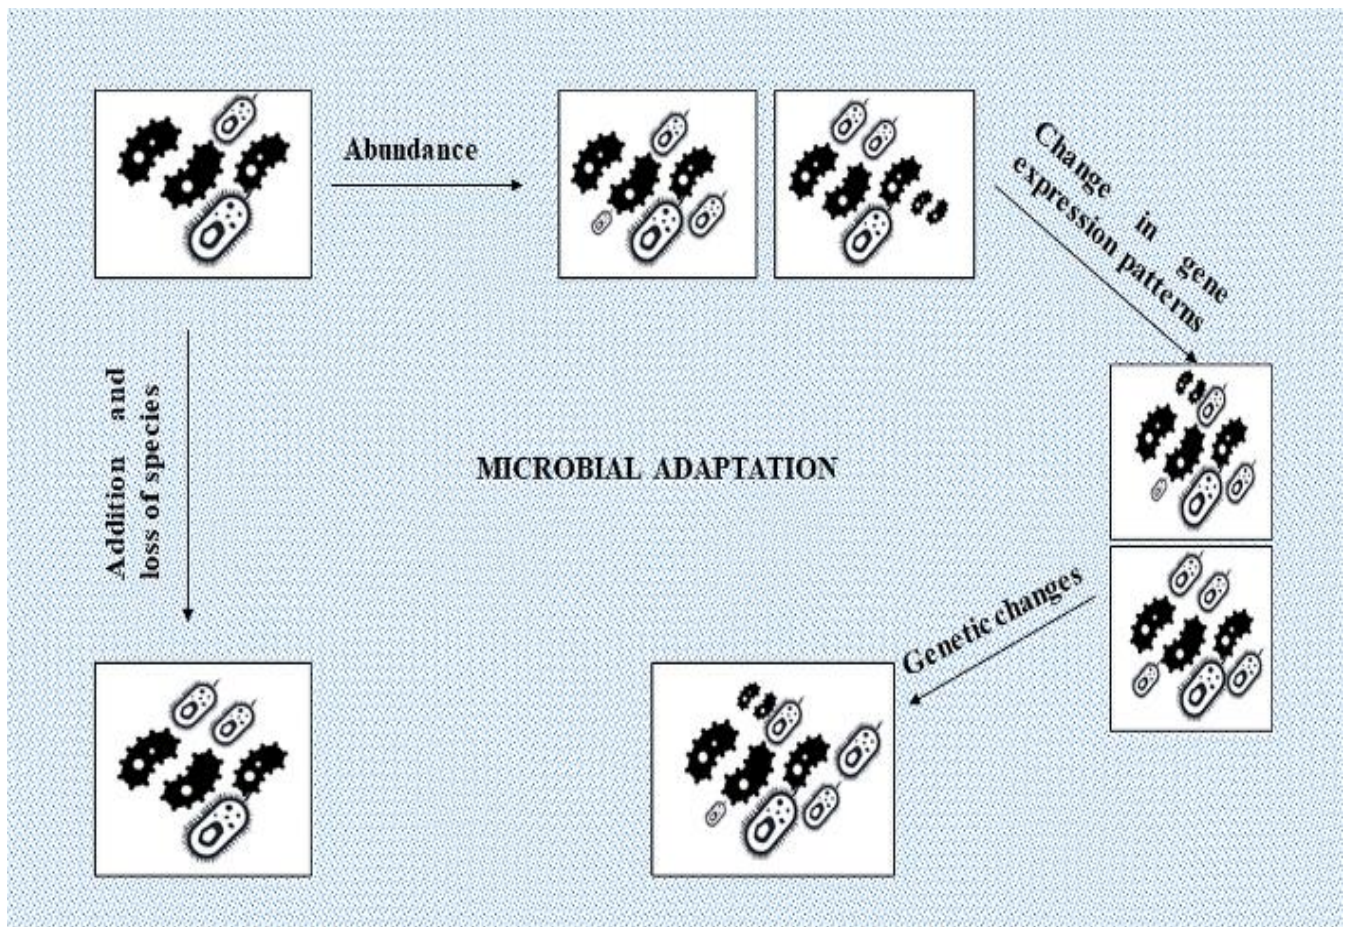 Abundance
Change in gene
expression patterns
Addition and
loss of species
MICROBIAL ADAPTATION
Genetic changes